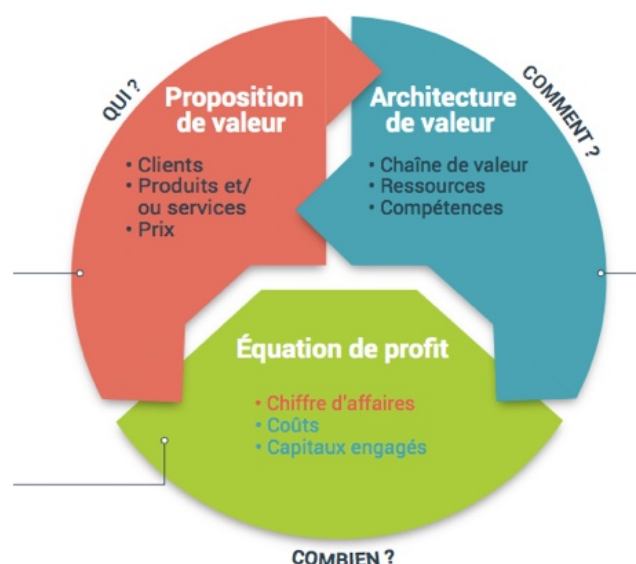 QUI ?
Proposition
de valeur
• Clients
• Produits et/
ou services
• Prix
COMMENT ?
Architecture
de valeur
• Chaîne de valeur
• Ressources
• Compétences
Équation de profit
• Chiffre d'affaires
• Coûts
• Capitaux engagés
COMBIEN ?